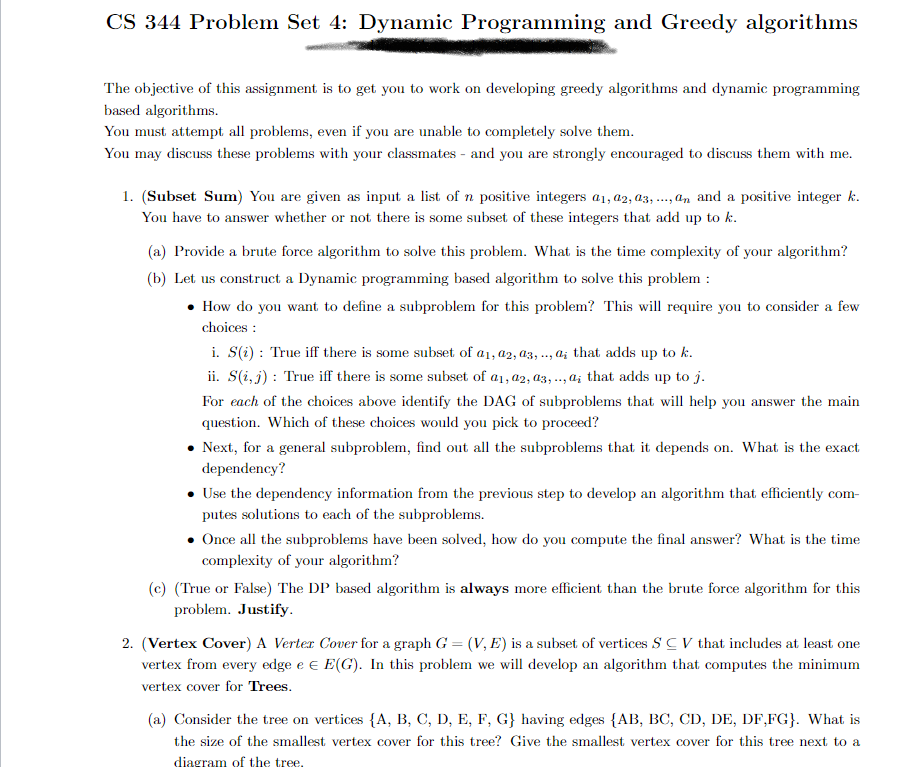 CS 344 Problem Set 4: Dynamic Programming and Greedy algorithms
The objective of this assignment is to get you to work on developing greedy algorithms and dynamic programming
based algorithms.
You must attempt all problems, even if you are unable to completely solve them.
You may discuss these problems with your classmates - and you are strongly encouraged to discuss them with me.
1. (Subset Sum) You are given as input a list of n positive integers a₁, a₂, a₃, ..., aₙ and a positive integer k.
You have to answer whether or not there is some subset of these integers that add up to k.
(a) Provide a brute force algorithm to solve this problem. What is the time complexity of your algorithm?
(b) Let us construct a Dynamic programming based algorithm to solve this problem :
• How do you want to define a subproblem for this problem? This will require you to consider a few
choices :
i. S(i) : True iff there is some subset of a₁, a₂, a₃, .., aᵢ that adds up to k.
ii. S(i, j) : True iff there is some subset of a₁, a₂, a₃, .., aᵢ that adds up to j.
For each of the choices above identify the DAG of subproblems that will help you answer the main
question. Which of these choices would you pick to proceed?
• Next, for a general subproblem, find out all the subproblems that it depends on. What is the exact
dependency?
• Use the dependency information from the previous step to develop an algorithm that efficiently com-
putes solutions to each of the subproblems.
• Once all the subproblems have been solved, how do you compute the final answer? What is the time
complexity of your algorithm?
(c) (True or False) The DP based algorithm is always more efficient than the brute force algorithm for this
problem. Justify.
2. (Vertex Cover) A Vertex Cover for a graph G = (V, E) is a subset of vertices S ⊆ V that includes at least one
vertex from every edge e ∈ E(G). In this problem we will develop an algorithm that computes the minimum
vertex cover for Trees.
(a) Consider the tree on vertices {A, B, C, D, E, F, G} having edges {AB, BC, CD, DE, DF,FG}. What is
the size of the smallest vertex cover for this tree? Give the smallest vertex cover for this tree next to a
diagram of the tree.